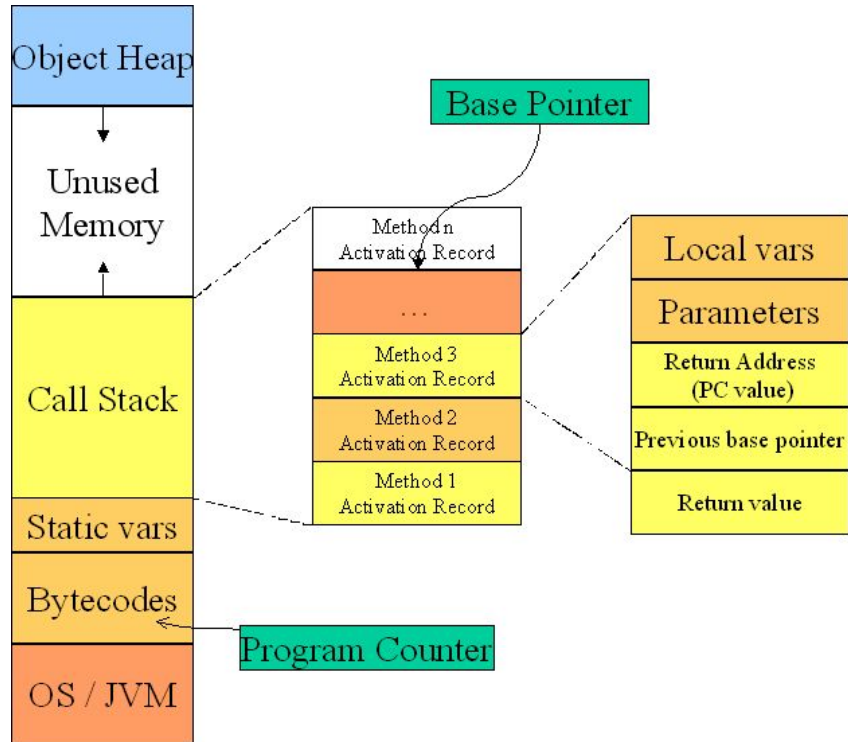 Object Heap
Unused
Memory
Call Stack
Static vars
Bytecodes
OS / JVM
Base Pointer
Method n
Activation Record
...
Method 3
Activation Record
Method 2
Activation Record
Method 1
Activation Record
Program Counter
Local vars
Parameters
Return Address
(PC value)
Previous base pointer
Return value